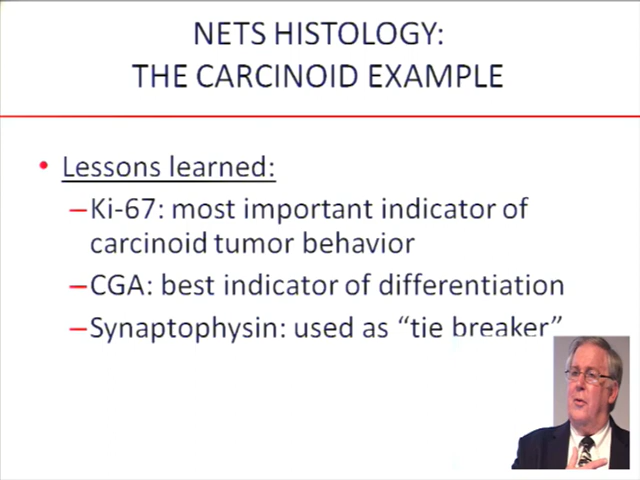 NETS HISTOLOGY:
THE CARCINOID EXAMPLE
• Lessons learned:
–Ki-67: most important indicator of
carcinoid tumor behavior
–CGA: best indicator of differentiation
–Synaptophysin: used as “tie breaker”